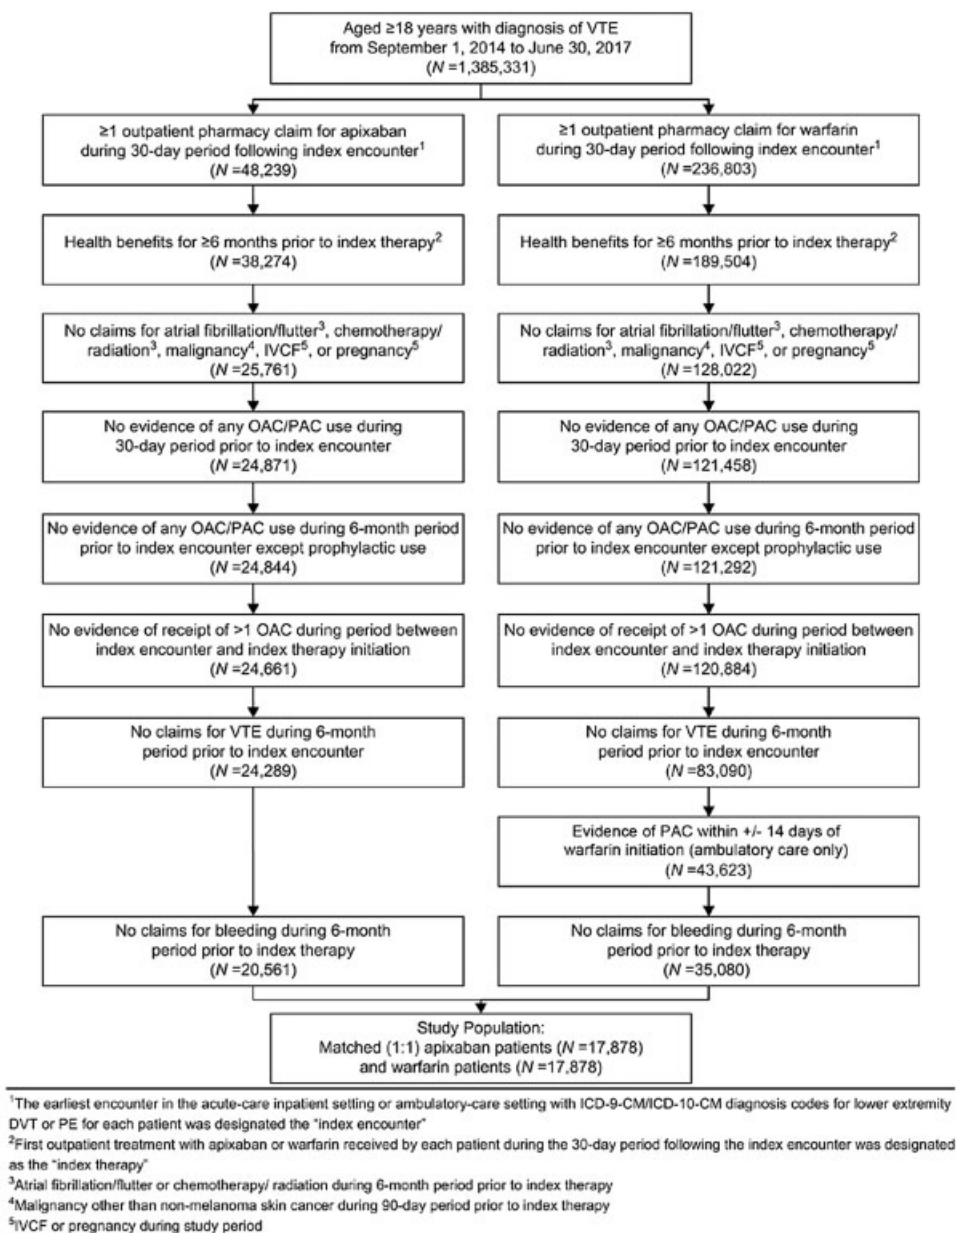 Aged ≥18 years with diagnosis of VTE
from September 1, 2014 to June 30, 2017
(N =1,385,331)
≥1 outpatient pharmacy claim for apixaban
during 30-day period following index encounter¹
(N =48,239)
≥1 outpatient pharmacy claim for warfarin
during 30-day period following index encounter¹
(N =236,803)
Health benefits for ≥6 months prior to index therapy²
(N =38,274)
Health benefits for ≥6 months prior to index therapy²
(N =189,504)
No claims for atrial fibrillation/flutter³, chemotherapy/
radiation³, malignancy⁴, IVCF⁵, or pregnancy⁵
(N =25,761)
No claims for atrial fibrillation/flutter³, chemotherapy/
radiation³, malignancy⁴, IVCF⁵, or pregnancy⁵
(N =128,022)
No evidence of any OAC/PAC use during
30-day period prior to index encounter
(N =24,871)
No evidence of any OAC/PAC use during
30-day period prior to index encounter
(N =121,458)
No evidence of any OAC/PAC use during 6-month period
prior to index encounter except prophylactic use
(N =24,844)
No evidence of any OAC/PAC use during 6-month period
prior to index encounter except prophylactic use
(N =121,292)
No evidence of receipt of >1 OAC during period between
index encounter and index therapy initiation
(N =24,661)
No evidence of receipt of >1 OAC during period between
index encounter and index therapy initiation
(N =120,884)
No claims for VTE during 6-month
period prior to index encounter
(N =24,289)
No claims for VTE during 6-month
period prior to index encounter
(N =83,090)
Evidence of PAC within +/- 14 days of
warfarin initiation (ambulatory care only)
(N =43,623)
No claims for bleeding during 6-month
period prior to index therapy
(N =20,561)
No claims for bleeding during 6-month
period prior to index therapy
(N =35,080)
Study Population:
Matched (1:1) apixaban patients (N =17,878)
and warfarin patients (N =17,878)
¹The earliest encounter in the acute-care inpatient setting or ambulatory-care setting with ICD-9-CM/ICD-10-CM diagnosis codes for lower extremity
DVT or PE for each patient was designated the "index encounter"
²First outpatient treatment with apixaban or warfarin received by each patient during the 30-day period following the index encounter was designated
as the "index therapy"
³Atrial fibrillation/flutter or chemotherapy/ radiation during 6-month period prior to index therapy
⁴Malignancy other than non-melanoma skin cancer during 90-day period prior to index therapy
⁵IVCF or pregnancy during study period